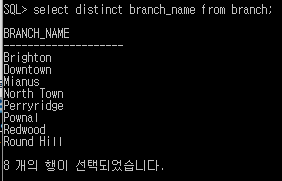 SQL> select distinct branch_name from branch;
BRANCH_NAME
--------------------
Brighton
Downtown
Mianus
North Town
Perryridge
Pownal
Redwood
Round Hill
8 개의 행이 선택되었습니다.